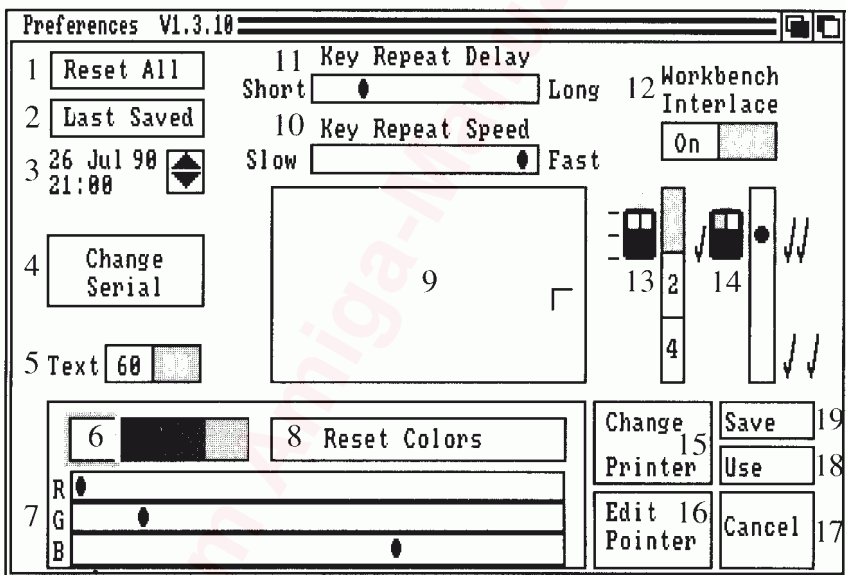 Preferences V1.3.10
1 Reset All
2 Last Saved
3 26 Jul 90
21:00
4 Change
Serial
5 Text 60
11 Key Repeat Delay
Short Long
10 Key Repeat Speed
Slow Fast
12 Workbench
Interlace
On
9
13 2
4
14
6
8 Reset Colors
7 R
G
B
Change
15
Printer
Edit 16
Pointer
Save 19
Use 18
Cancel 17
m Amiga-Manua